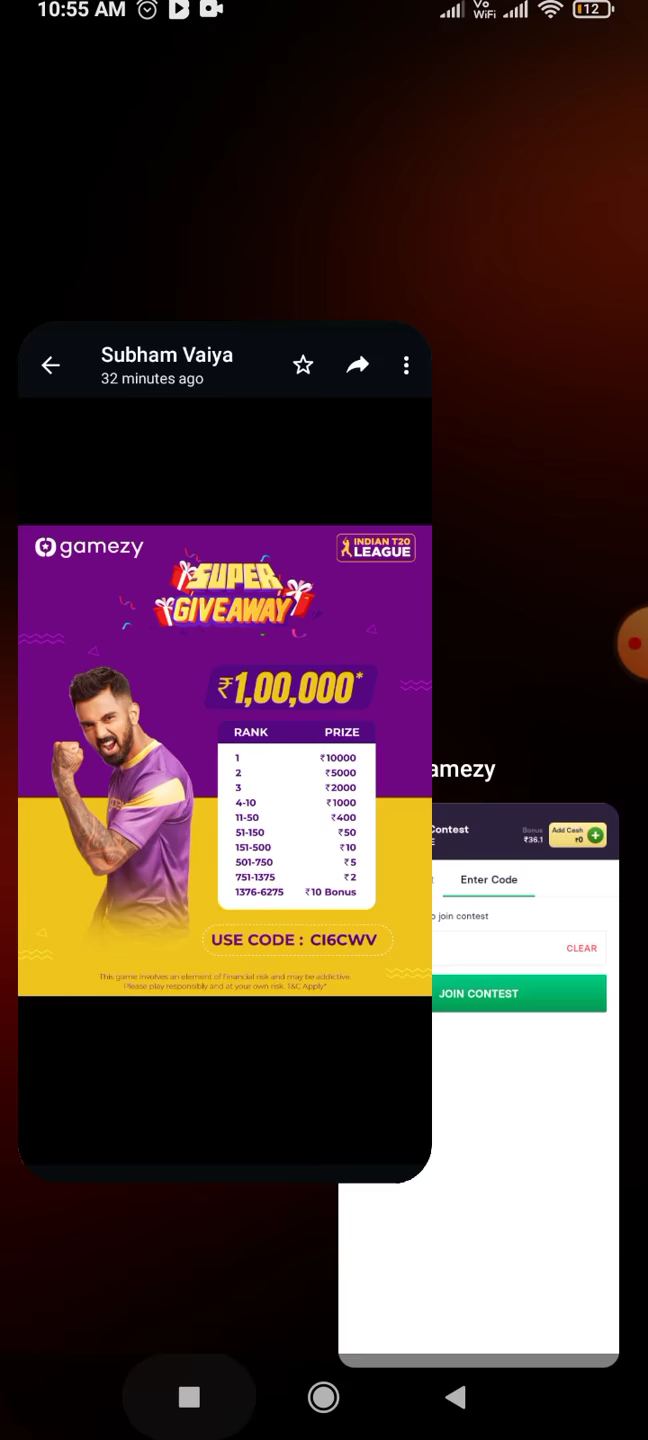 10:55 AM
Vo
WiFi
12
Subham Vaiya
32 minutes ago
gamezy
INDIAN T20
LEAGUE
SUPER
GIVEAWAY
₹1,00,000*
RANK PRIZE
1 ₹10000
2 ₹5000
3 ₹2000
4-10 ₹1000
11-50 ₹400
51-150 ₹50
151-500 ₹10
501-750 ₹5
751-1375 ₹2
1376-6275 ₹10 Bonus
USE CODE : CI6CWV
This game involves an element of financial risk and may be addictive.
Please play responsibly and at your own risk. T&C Apply*
amezy
Contest
Bonus
₹36.1
Add Cash
₹0
Enter Code
o join contest
CLEAR
JOIN CONTEST